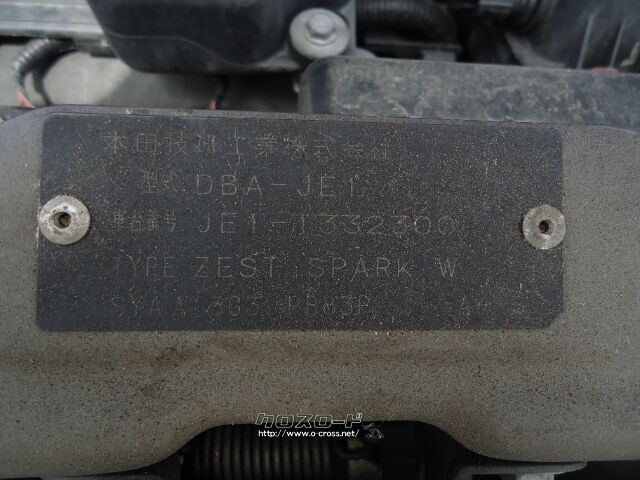 本田技研工業株式会社
型式 DBA-JE1
車台番号 JE1-1332300
TYPE ZEST SPARK W
クロスロード
http://www.o-cross.net/